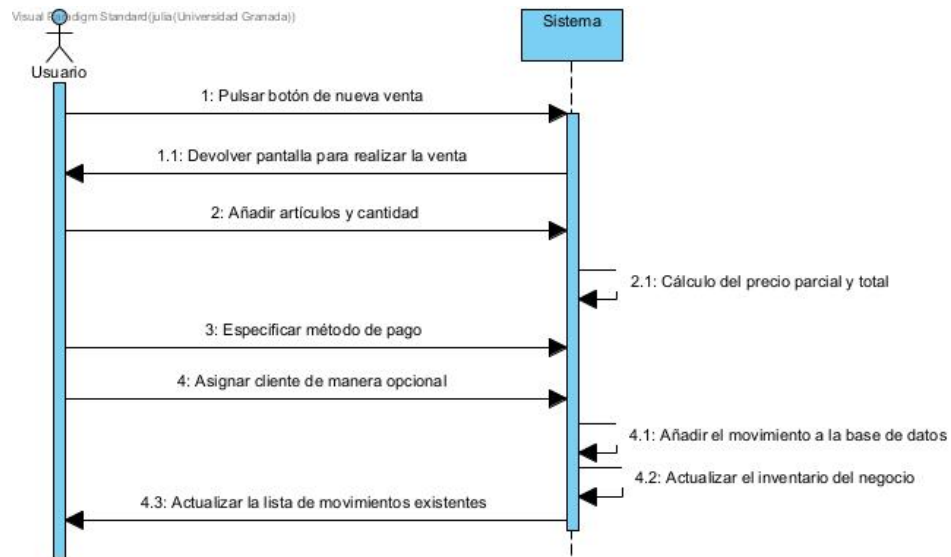 Visual Paradigm Standard(julia(Universidad Granada))
Sistema
Usuario
1: Pulsar botón de nueva venta
1.1: Devolver pantalla para realizar la venta
2: Añadir artículos y cantidad
2.1: Cálculo del precio parcial y total
3: Especificar método de pago
4: Asignar cliente de manera opcional
4.1: Añadir el movimiento a la base de datos
4.2: Actualizar el inventario del negocio
4.3: Actualizar la lista de movimientos existentes